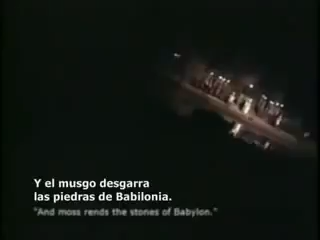 Y el musgo desgarra
las piedras de Babilonia.
"And moss rends the stones of Babylon."